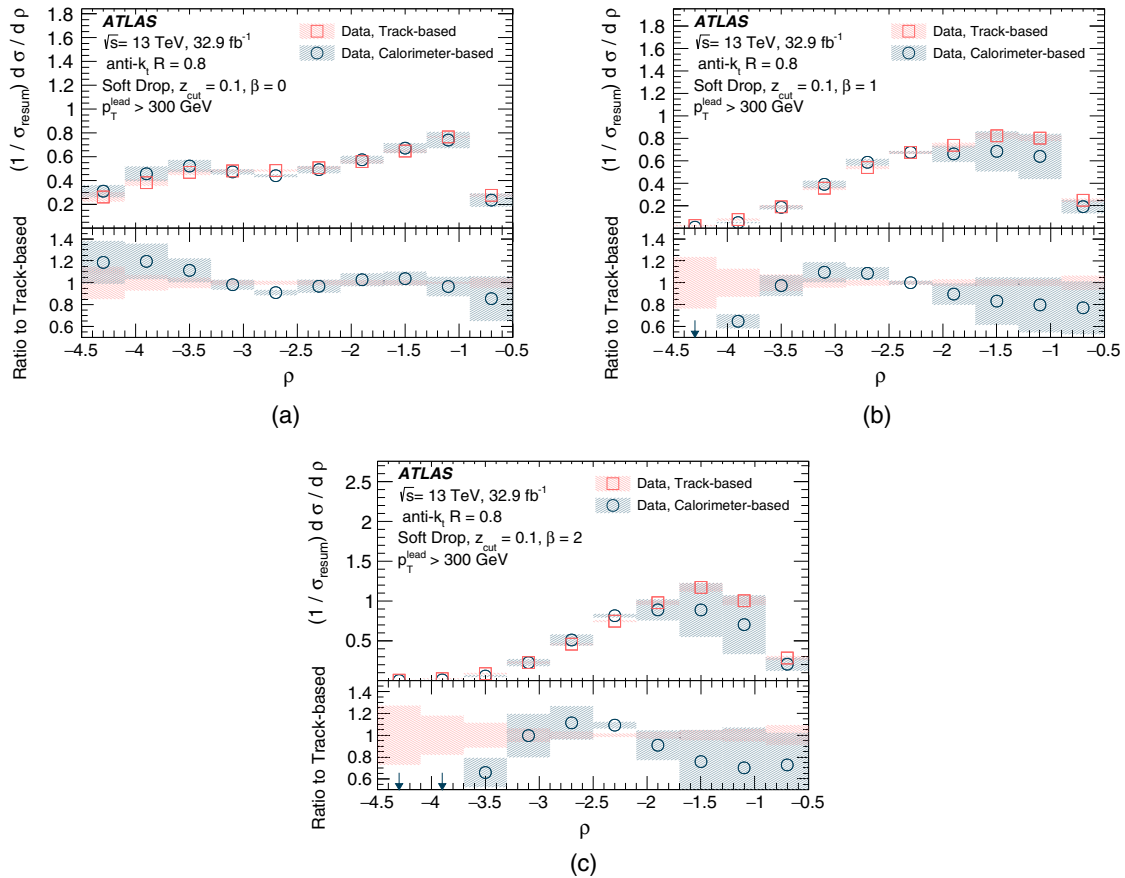 ATLAS
√s= 13 TeV, 32.9 fb⁻¹
anti-kₜ R = 0.8
Soft Drop, z_cut = 0.1, β = 0
p_T^lead > 300 GeV
Data, Track-based
Data, Calorimeter-based
(1 / σ_resum) d σ / d ρ
1.8
1.6
1.4
1.2
1
0.8
0.6
0.4
0.2
Ratio to Track-based
1.4
1.2
1
0.8
0.6
−4.5 −4 −3.5 −3 −2.5 −2 −1.5 −1 −0.5
ρ
(a)
ATLAS
√s= 13 TeV, 32.9 fb⁻¹
anti-kₜ R = 0.8
Soft Drop, z_cut = 0.1, β = 1
p_T^lead > 300 GeV
Data, Track-based
Data, Calorimeter-based
(1 / σ_resum) d σ / d ρ
1.8
1.6
1.4
1.2
1
0.8
0.6
0.4
0.2
Ratio to Track-based
1.4
1.2
1
0.8
0.6
−4.5 −4 −3.5 −3 −2.5 −2 −1.5 −1 −0.5
ρ
(b)
ATLAS
√s= 13 TeV, 32.9 fb⁻¹
anti-kₜ R = 0.8
Soft Drop, z_cut = 0.1, β = 2
p_T^lead > 300 GeV
Data, Track-based
Data, Calorimeter-based
(1 / σ_resum) d σ / d ρ
2.5
2
1.5
1
0.5
Ratio to Track-based
1.4
1.2
1
0.8
0.6
−4.5 −4 −3.5 −3 −2.5 −2 −1.5 −1 −0.5
ρ
(c)